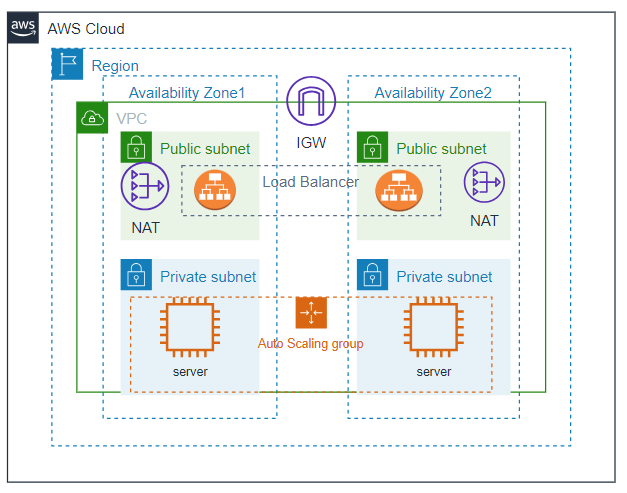 aws
AWS Cloud
Region
Availability Zone1
Availability Zone2
VPC
IGW
Public subnet
Public subnet
Load Balancer
NAT
NAT
Private subnet
Private subnet
Auto Scaling group
server
server